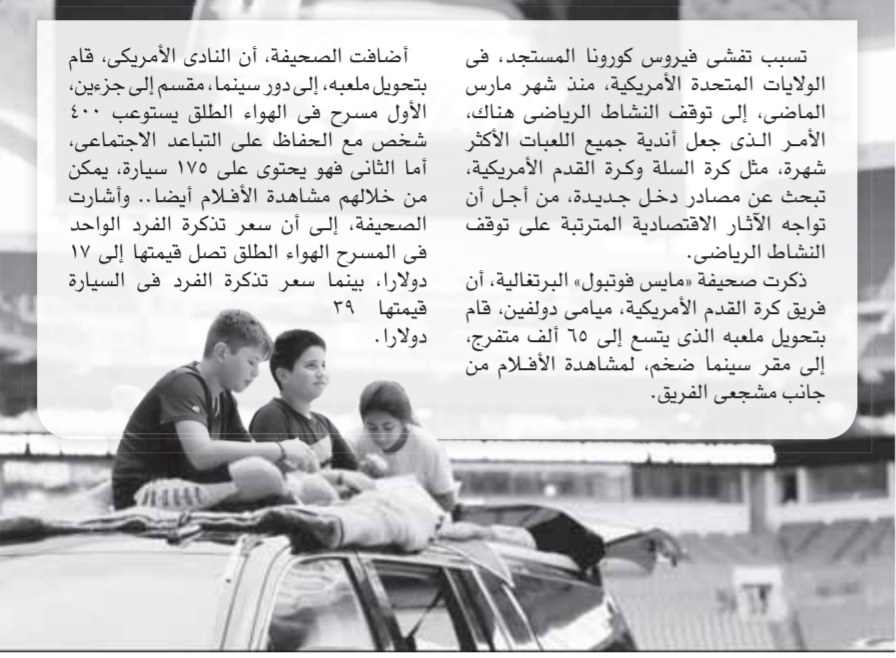 تسبب تفشى فيروس كورونا المستجد، فى
الولايات المتحدة الأمريكية، منذ شهر مارس
الماضى، إلى توقف النشاط الرياضى هناك،
الأمر الذى جعل أندية جميع اللعبات الأكثر
شهرة، مثل كرة السلة وكرة القدم الأمريكية،
تبحث عن مصادر دخل جديدة، من أجل أن
تواجه الآثار الاقتصادية المترتبة على توقف
النشاط الرياضى.
ذكرت صحيفة «مايس فوتبول» البرتغالية، أن
فريق كرة القدم الأمريكية، ميامى دولفين، قام
بتحويل ملعبه الذى يتسع إلى ٦٥ ألف متفرج،
إلى مقر سينما ضخم، لمشاهدة الأفلام من
جانب مشجعى الفريق.
أضافت الصحيفة، أن النادى الأمريكى، قام
بتحويل ملعبه، إلى دور سينما، مقسم إلى جزءين،
الأول مسرح فى الهواء الطلق يستوعب ٤٠٠
شخص مع الحفاظ على التباعد الاجتماعى،
أما الثانى فهو يحتوى على ١٧٥ سيارة، يمكن
من خلالهم مشاهدة الأفلام أيضا.. وأشارت
الصحيفة، إلى أن سعر تذكرة الفرد الواحد
فى المسرح الهواء الطلق تصل قيمتها إلى ١٧
دولارا، بينما سعر تذكرة الفرد فى السيارة
قيمتها ٣٩
دولارا.